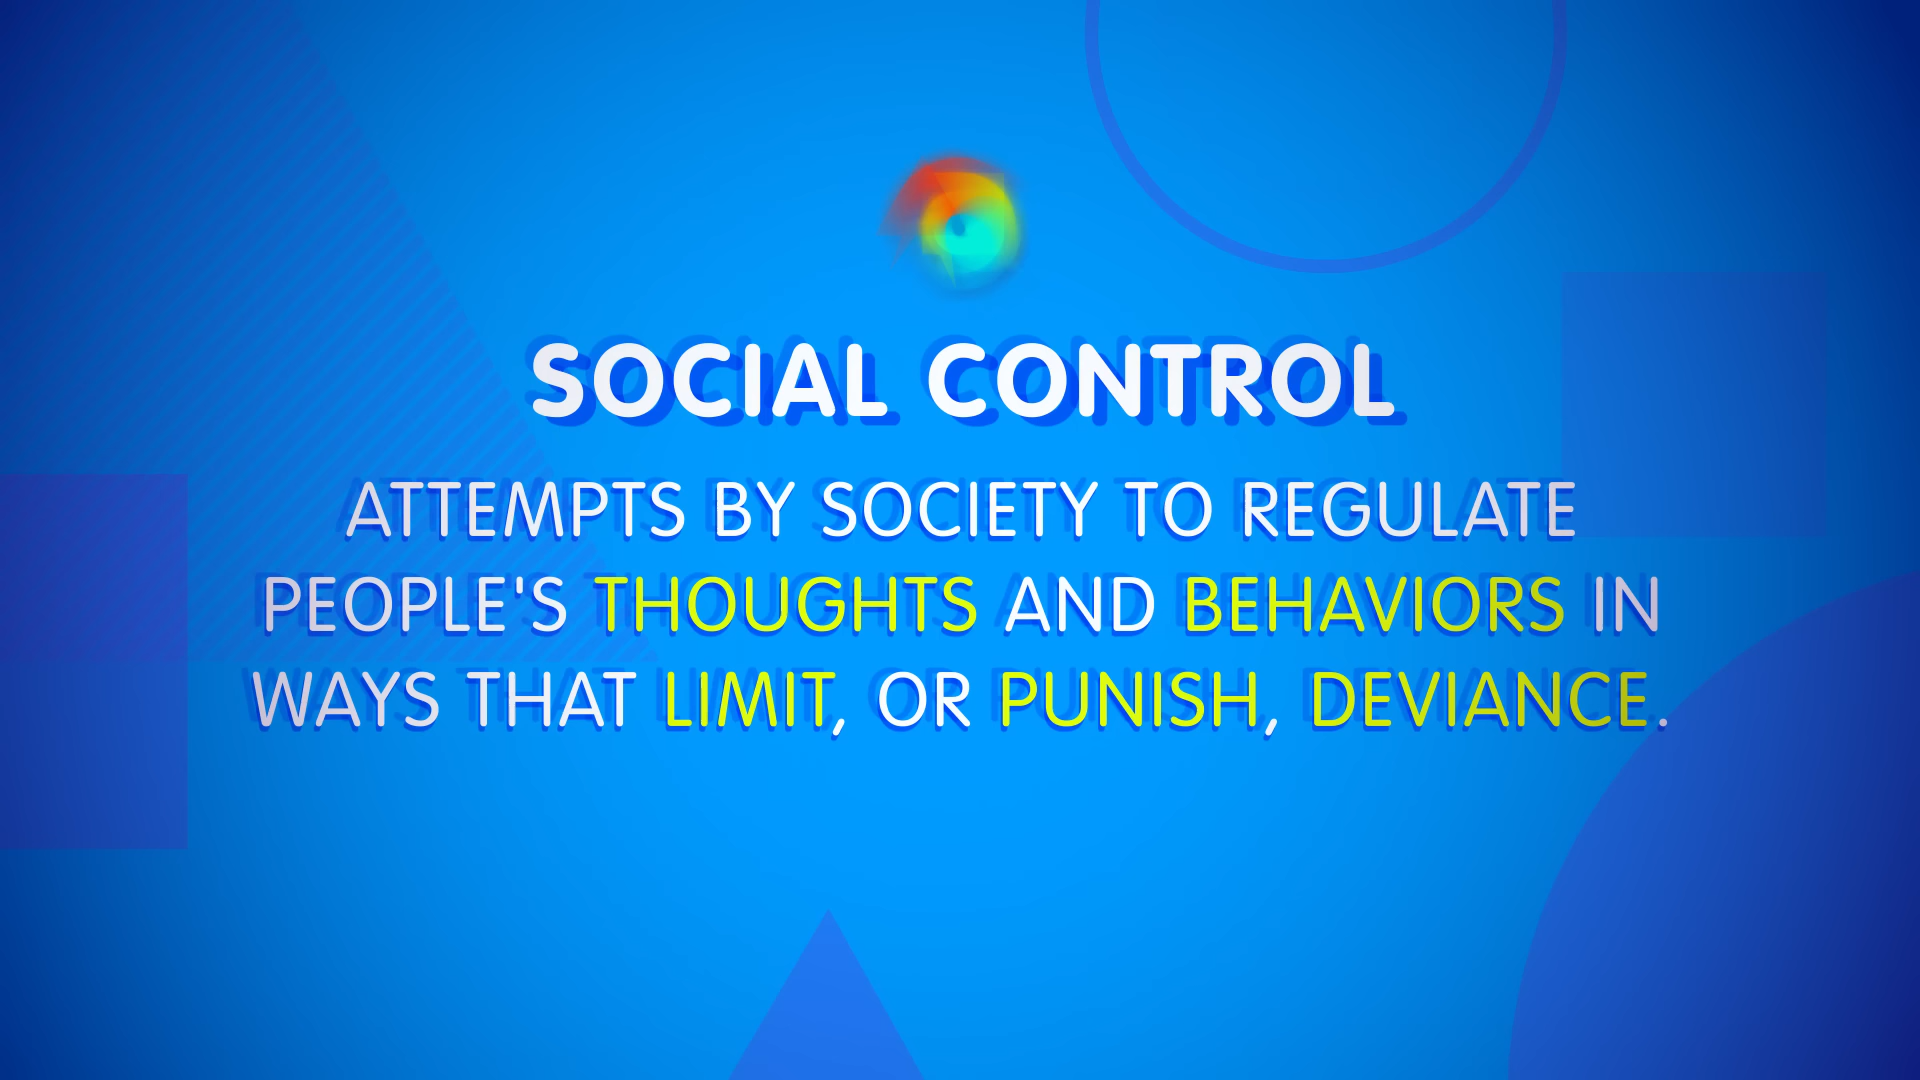 SOCIAL CONTROL
ATTEMPTS BY SOCIETY TO REGULATE
PEOPLE'S THOUGHTS AND BEHAVIORS IN
WAYS THAT LIMIT, OR PUNISH, DEVIANCE.